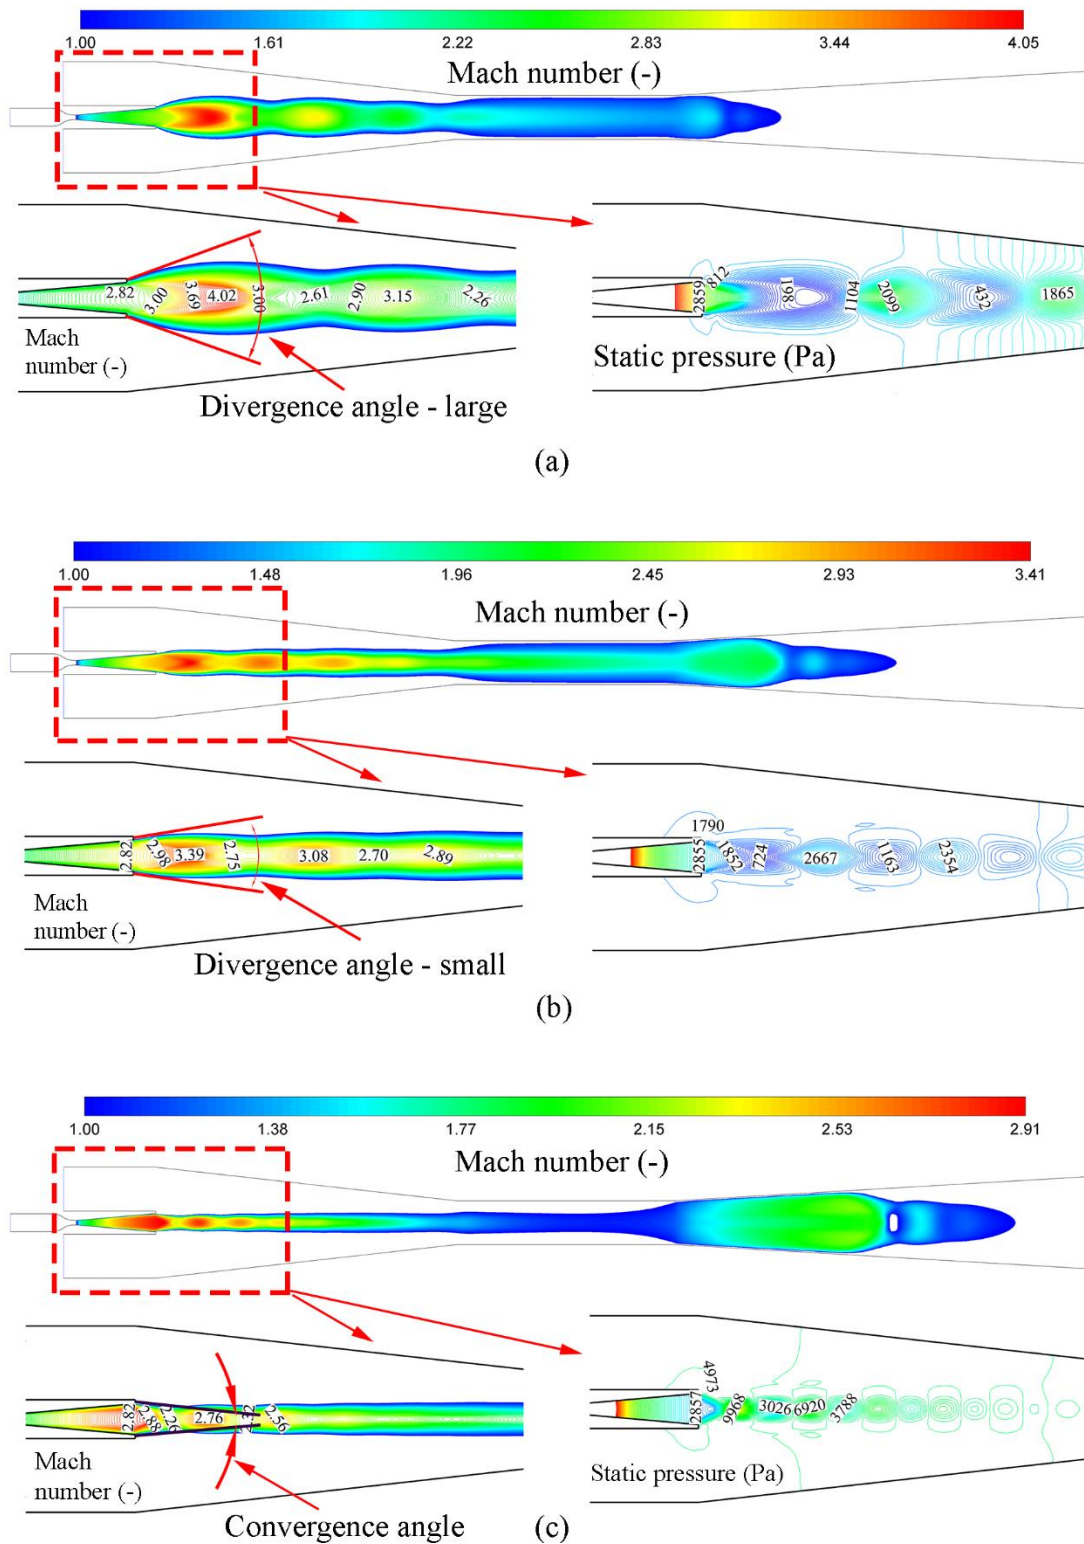 1.00 1.61 2.22 2.83 3.44 4.05
Mach number (-)
2.82 3.00 3.69 4.02 3.00 2.61 2.90 3.15 2.26
2859 812 198 1104 2099 432 1865
Mach
number (-)
Static pressure (Pa)
Divergence angle - large
(a)
1.00 1.48 1.96 2.45 2.93 3.41
Mach number (-)
1790
2.82 2.98 3.39 2.75 3.08 2.70 2.89
2855 1852 724 2667 1163 2354
Mach
number (-)
Divergence angle - small
(b)
1.00 1.38 1.77 2.15 2.53 2.91
Mach number (-)
4973
2.82 2.88 2.26 2.76 2.32 2.56
2857 9968 3026 6920 3788
Mach
number (-)
Static pressure (Pa)
Convergence angle
(c)